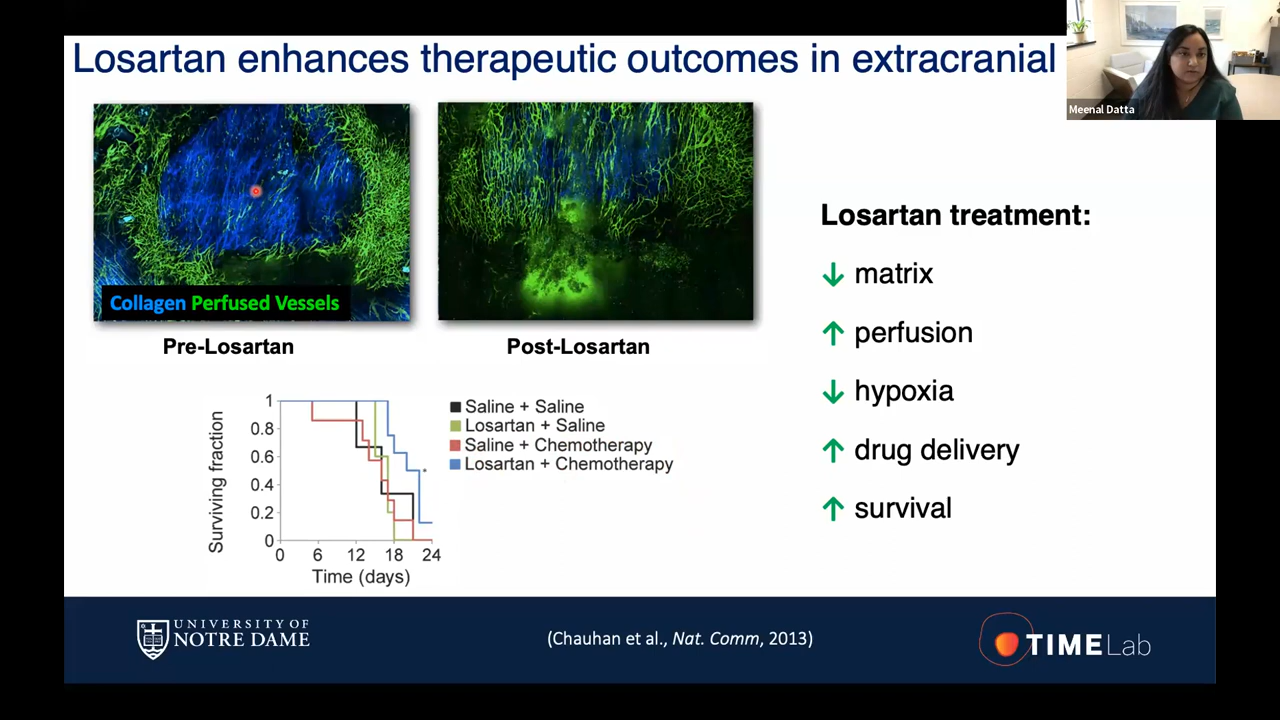 Losartan enhances therapeutic outcomes in extracranial
Meenal Datta
Collagen Perfused Vessels
Pre-Losartan
Post-Losartan
Losartan treatment:
↓ matrix
↑ perfusion
↓ hypoxia
↑ drug delivery
↑ survival
Surviving fraction
1
0.8
0.6
0.4
0.2
0
0 6 12 18 24
Time (days)
Saline + Saline
Losartan + Saline
Saline + Chemotherapy
Losartan + Chemotherapy
*
UNIVERSITY OF
NOTRE DAME
(Chauhan et al., Nat. Comm, 2013)
TIME Lab